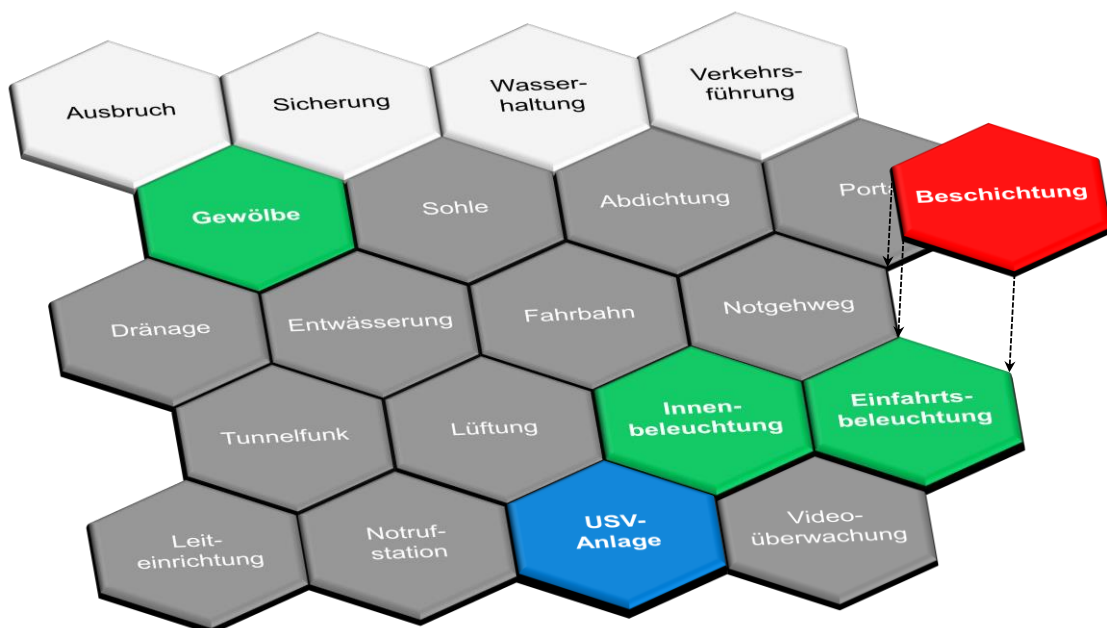 Ausbruch
Sicherung
Wasser-
haltung
Verkehrs-
führung
Gewölbe
Sohle
Abdichtung
Porta
Beschichtung
Dränage
Entwässerung
Fahrbahn
Notgehweg
Tunnelfunk
Lüftung
Innen-
beleuchtung
Einfahrts-
beleuchtung
Leit-
einrichtung
Notruf-
station
USV-
Anlage
Video-
überwachung